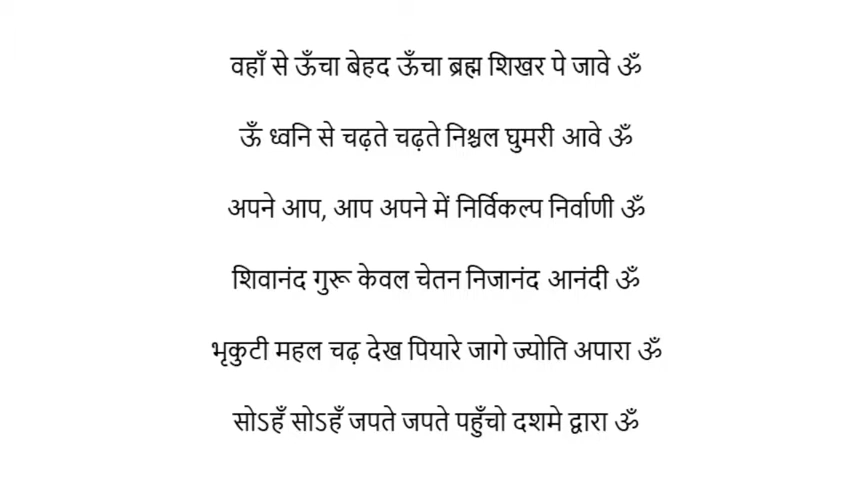 वहाँ से ऊँचा बेहद ऊँचा ब्रह्म शिखर पे जावे ॐ
ऊँ ध्वनि से चढ़ते चढ़ते निश्चल घुमरी आवे ॐ
अपने आप, आप अपने में निर्विकल्प निर्वाणी ॐ
शिवानंद गुरू केवल चेतन निजानंद आनंदी ॐ
भृकुटी महल चढ़ देख पियारे जागे ज्योति अपारा ॐ
सोऽहँ सोऽहँ जपते जपते पहुँचो दशमे द्वारा ॐ